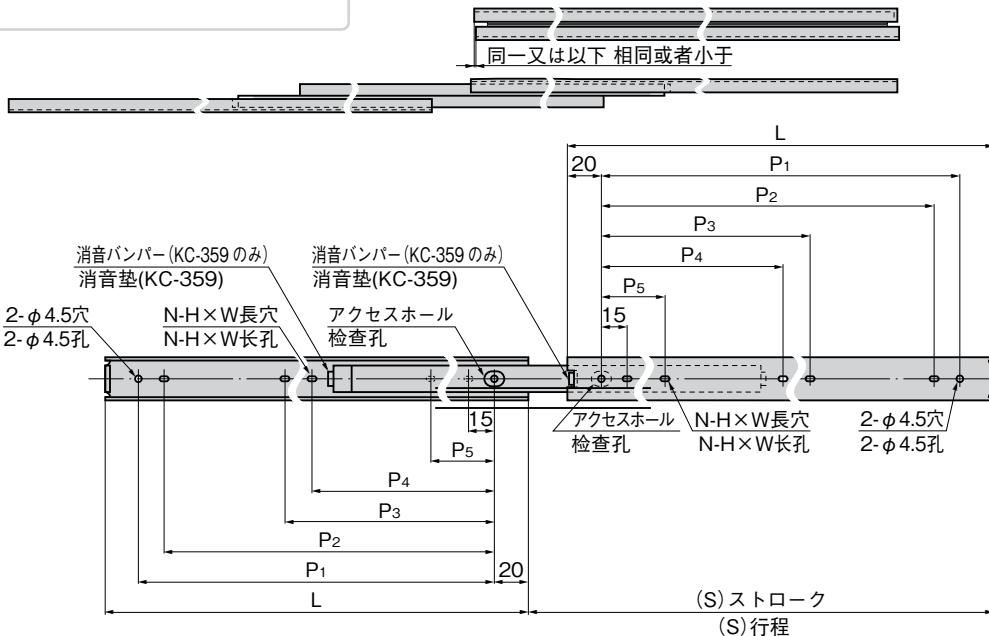 同一又は以下 相同或者小于
L
20
P1
P2
P3
P4
P5
15
消音バンパー(KC-359のみ)
消音垫(KC-359)
消音バンパー(KC-359のみ)
消音垫(KC-359)
2-φ4.5穴
2-φ4.5孔
N-H×W長穴
N-H×W长孔
アクセスホール
检查孔
アクセスホール
检查孔
N-H×W長穴
N-H×W长孔
2-φ4.5穴
2-φ4.5孔
15
P5
P4
P3
P2
P1
20
L
(S)ストローク
(S)行程